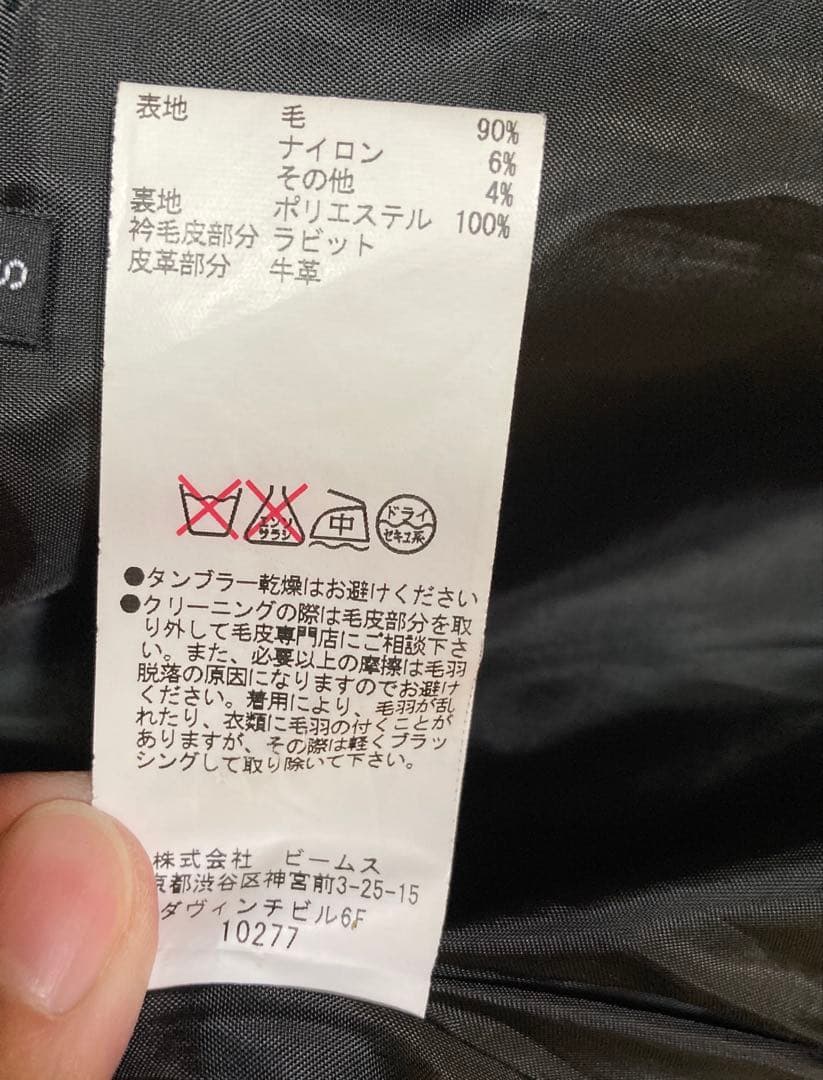 表地 毛 90%
ナイロン 6%
その他 4%
裏地 ポリエステル 100%
衿毛皮部分 ラビット
皮革部分 牛革
S
エンソ
サラシ
中
ドライ
セキユ系
●タンブラー乾燥はお避けください
●クリーニングの際は毛皮部分を取
り外して毛皮専門店にご相談下さ
い。また、必要以上の摩擦は毛羽
脱落の原因になりますのでお避け
ください。着用により、毛羽が乱
れたり、衣類に毛羽の付くことが
ありますが、その際は軽くブラッ
シングして取り除いて下さい。
株式会社 ビームス
京都渋谷区神宮前3-25-15
ダヴィンチビル6F
10277